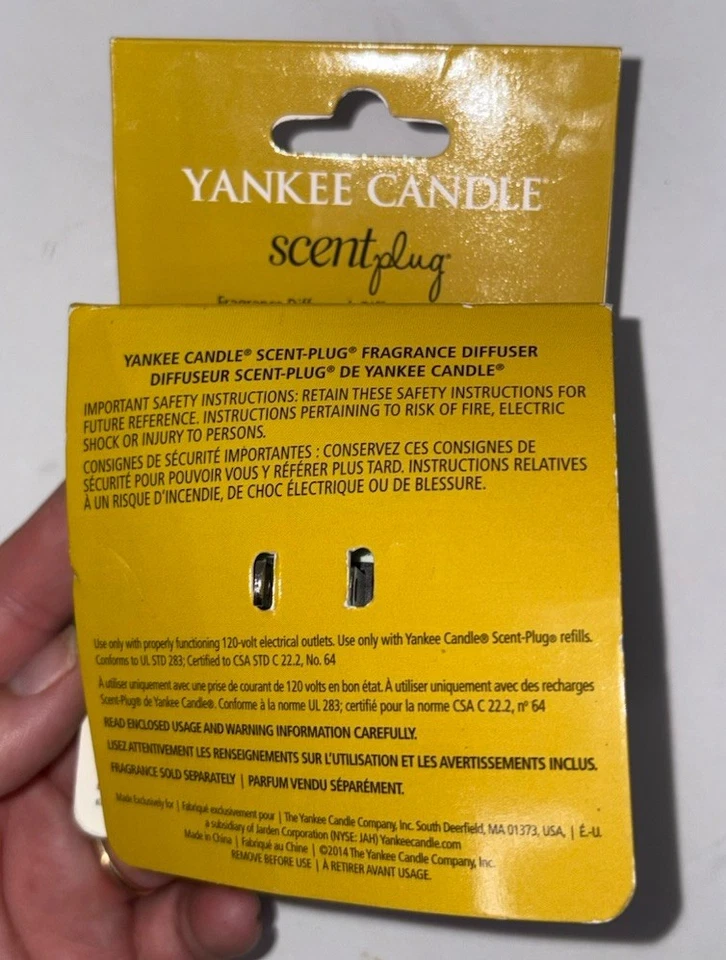 YANKEE CANDLE®
scentplug®
YANKEE CANDLE® SCENT-PLUG® FRAGRANCE DIFFUSER
DIFFUSEUR SCENT-PLUG® DE YANKEE CANDLE®
IMPORTANT SAFETY INSTRUCTIONS: RETAIN THESE SAFETY INSTRUCTIONS FOR
FUTURE REFERENCE. INSTRUCTIONS PERTAINING TO RISK OF FIRE, ELECTRIC
SHOCK OR INJURY TO PERSONS.
CONSIGNES DE SÉCURITÉ IMPORTANTES : CONSERVEZ CES CONSIGNES DE
SÉCURITÉ POUR POUVOIR VOUS Y RÉFÉRER PLUS TARD. INSTRUCTIONS RELATIVES
À UN RISQUE D'INCENDIE, DE CHOC ÉLECTRIQUE OU DE BLESSURE.
Use only with properly functioning 120-volt electrical outlets. Use only with Yankee Candle® Scent-Plug® refills.
Conforms to UL STD 283; Certified to CSA STD C 22.2, No. 64
À utiliser uniquement avec une prise de courant de 120 volts en bon état. À utiliser uniquement avec des recharges
Scent-Plug® de Yankee Candle®. Conforme à la norme UL 283; certifié pour la norme CSA C 22.2, n° 64
READ ENCLOSED USAGE AND WARNING INFORMATION CAREFULLY.
LISEZ ATTENTIVEMENT LES RENSEIGNEMENTS SUR L'UTILISATION ET LES AVERTISSEMENTS INCLUS.
FRAGRANCE SOLD SEPARATELY | PARFUM VENDU SÉPARÉMENT.
Made Exclusively for | Fabriqué exclusivement pour | The Yankee Candle Company, Inc. South Deerfield, MA 01373, USA, | É.-U.
a subsidiary of Jarden Corporation (NYSE: JAH) Yankeecandle.com
Made in China | Fabriqué au Chine | ©2014 The Yankee Candle Company, Inc.
REMOVE BEFORE USE | À RETIRER AVANT USAGE.